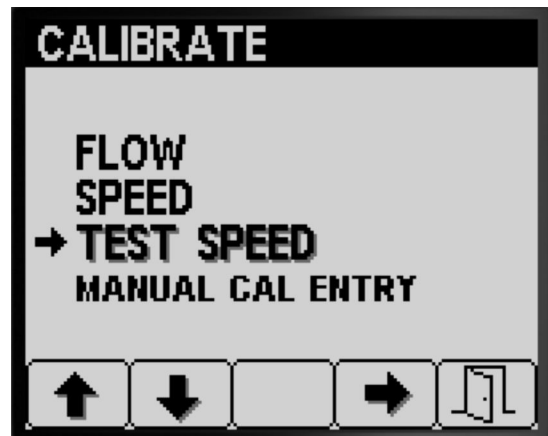 CALIBRATE
FLOW
SPEED
TEST SPEED
MANUAL CAL ENTRY